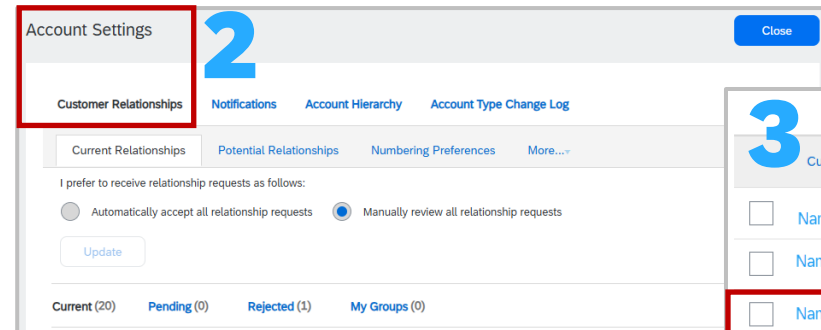 Account Settings
2
Close
Customer Relationships Notifications Account Hierarchy Account Type Change Log
3
Current Relationships Potential Relationships Numbering Preferences More...
I prefer to receive relationship requests as follows:
Automatically accept all relationship requests Manually review all relationship requests
Update
Current (20) Pending (0) Rejected (1) My Groups (0)